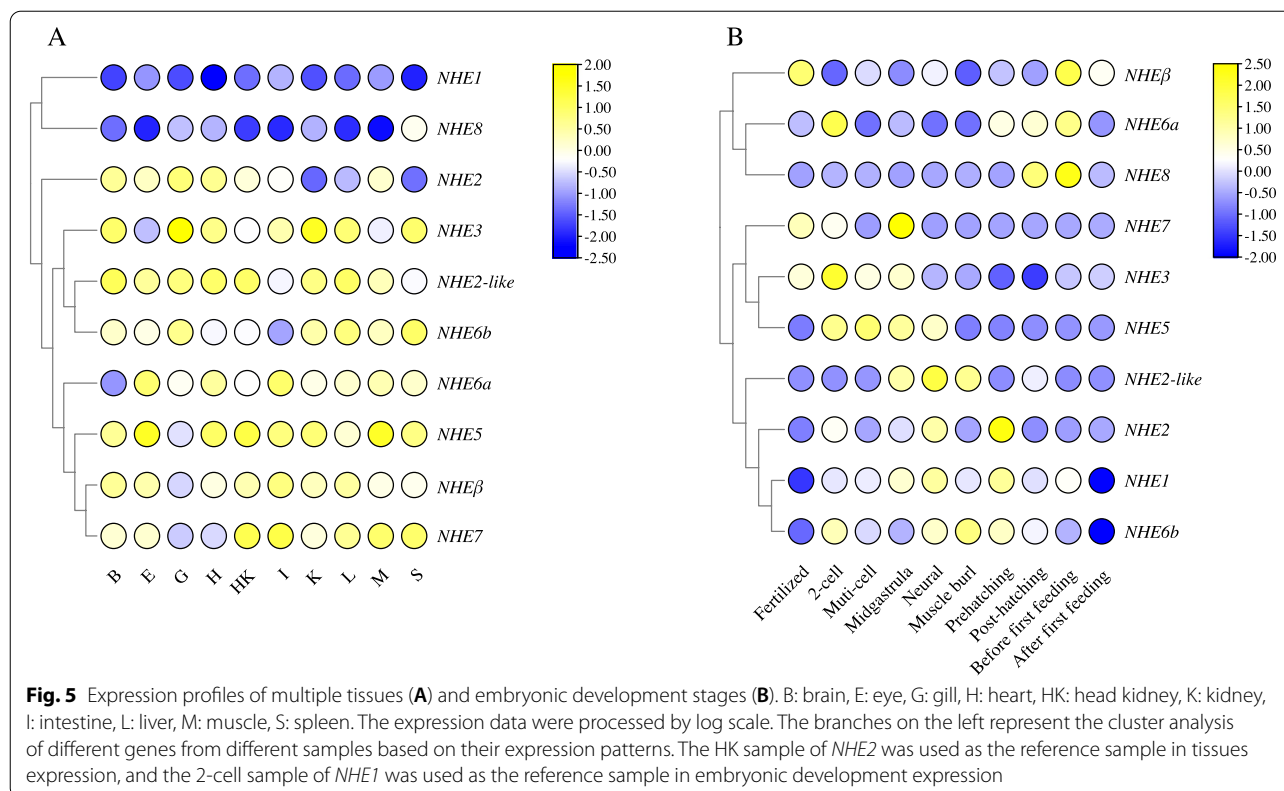 A
NHE1
NHE8
NHE2
NHE3
NHE2-like
NHE6b
NHE6a
NHE5
NHEβ
NHE7
B E G H HK I K L M S
2.00
1.50
1.00
0.50
0.00
-0.50
-1.00
-1.50
-2.00
-2.50
B
NHEβ
NHE6a
NHE8
NHE7
NHE3
NHE5
NHE2-like
NHE2
NHE1
NHE6b
Fertilized
2-cell
Muti-cell
Midgastrula
Neural
Muscle burl
Prehatching
Post-hatching
Before first feeding
After first feeding
2.50
2.00
1.50
1.00
0.50
0.00
-0.50
-1.00
-1.50
-2.00
Fig. 5 Expression profiles of multiple tissues (A) and embryonic development stages (B). B: brain, E: eye, G: gill, H: heart, HK: head kidney, K: kidney,
I: intestine, L: liver, M: muscle, S: spleen. The expression data were processed by log scale. The branches on the left represent the cluster analysis
of different genes from different samples based on their expression patterns. The HK sample of NHE2 was used as the reference sample in tissues
expression, and the 2-cell sample of NHE1 was used as the reference sample in embryonic development expression